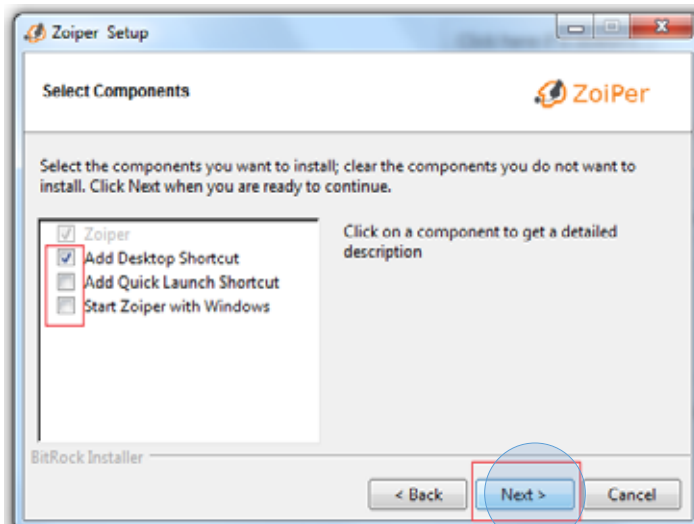 Zoiper Setup
Select Components
ZoiPer
Select the components you want to install; clear the components you do not want to
install. Click Next when you are ready to continue.
Zoiper
Add Desktop Shortcut
Add Quick Launch Shortcut
Start Zoiper with Windows
Click on a component to get a detailed
description
BitRock Installer
< Back Next > Cancel